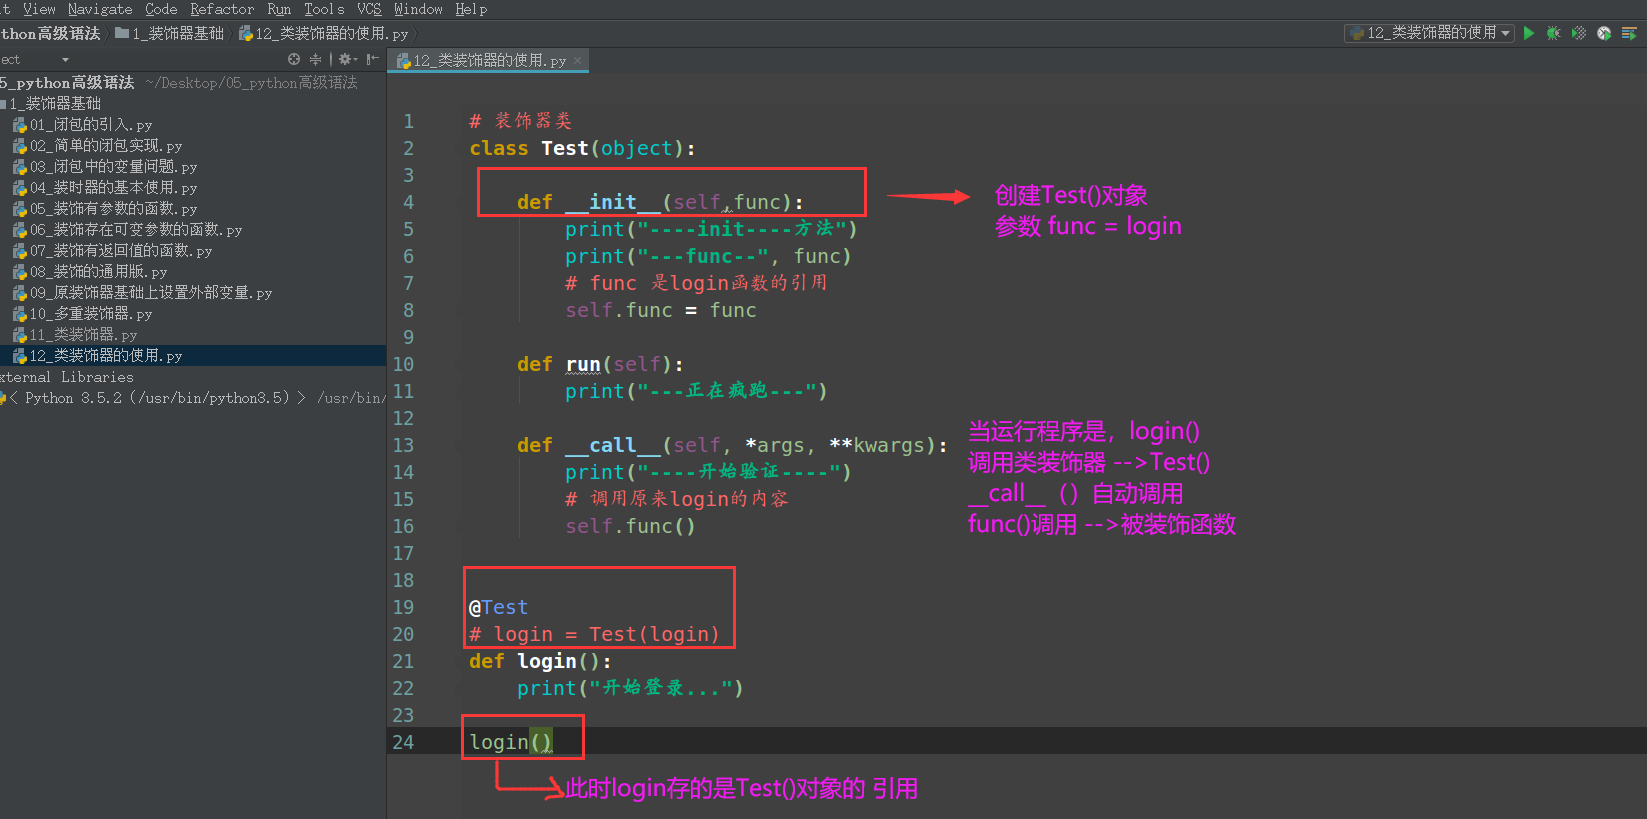 t View Navigate Code Refactor Run Tools VCS Window Help
thon高级语法 1_装饰器基础 12_类装饰器的使用.py
12_类装饰器的使用
ect
12_类装饰器的使用.py
5_python高级语法 ~/Desktop/05_python高级语法
1_装饰器基础
01_闭包的引入.py
02_简单的闭包实现.py
03_闭包中的变量问题.py
04_装时器的基本使用.py
05_装饰有参数的函数.py
06_装饰存在可变参数的函数.py
07_装饰有返回值的函数.py
08_装饰的通用版.py
09_原装饰器基础上设置外部变量.py
10_多重装饰器.py
11_类装饰器.py
12_类装饰器的使用.py
xternal Libraries
< Python 3.5.2 (/usr/bin/python3.5) > /usr/bin/
1 # 装饰器类
2 class Test(object):
3
4 def __init__(self,func):
5 print("----init----方法")
6 print("---func--", func)
7 # func 是login函数的引用
8 self.func = func
9
10 def run(self):
11 print("---正在疯跑---")
12
13 def __call__(self, *args, **kwargs):
14 print("----开始验证----")
15 # 调用原来login的内容
16 self.func()
17
18
19 @Test
20 # login = Test(login)
21 def login():
22 print("开始登录...")
23
24 login()
创建Test()对象
参数 func = login
当运行程序是，login()
调用类装饰器 -->Test()
__call__（）自动调用
func()调用 -->被装饰函数
此时login存的是Test()对象的 引用